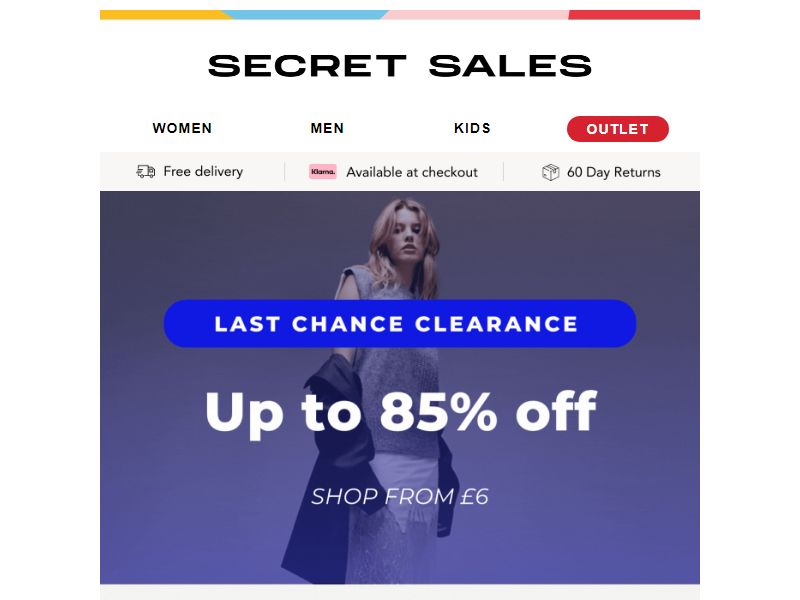 SECRET SALES
WOMEN MEN KIDS OUTLET
Free delivery Klarna. Available at checkout 60 Day Returns
LAST CHANCE CLEARANCE
Up to 85% off
SHOP FROM £6